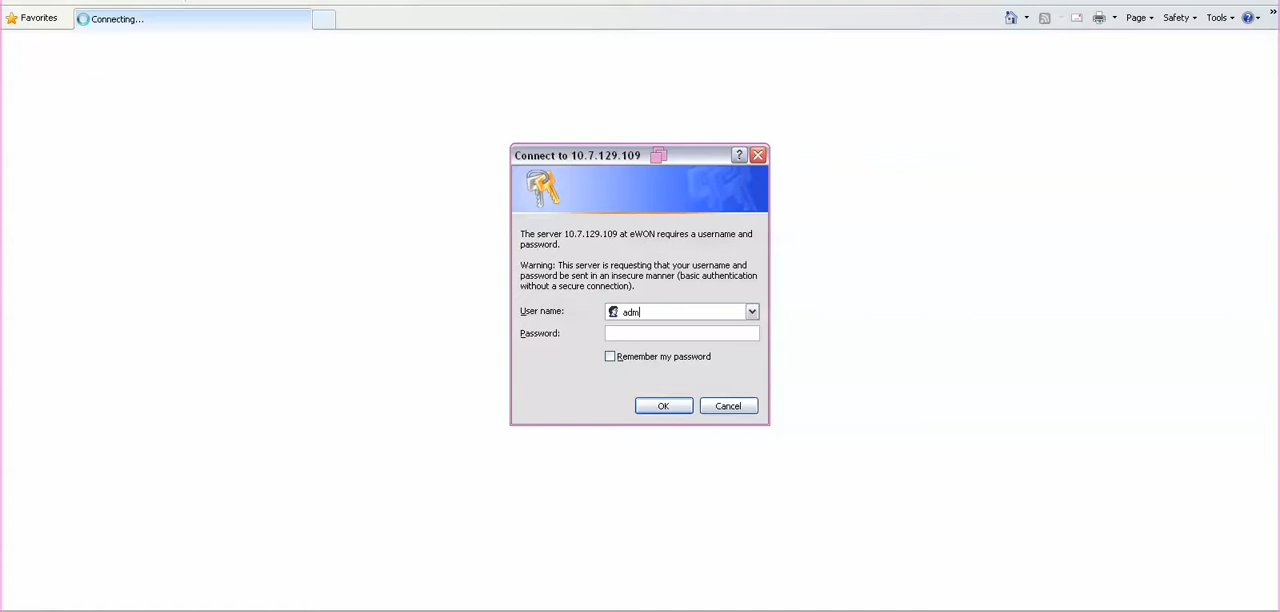 Favorites
Connecting...
Page
Safety
Tools
»
Connect to 10.7.129.109
The server 10.7.129.109 at eWON requires a username and
password.
Warning: This server is requesting that your username and
password be sent in an insecure manner (basic authentication
without a secure connection).
User name:
adm
Password:
Remember my password
OK
Cancel